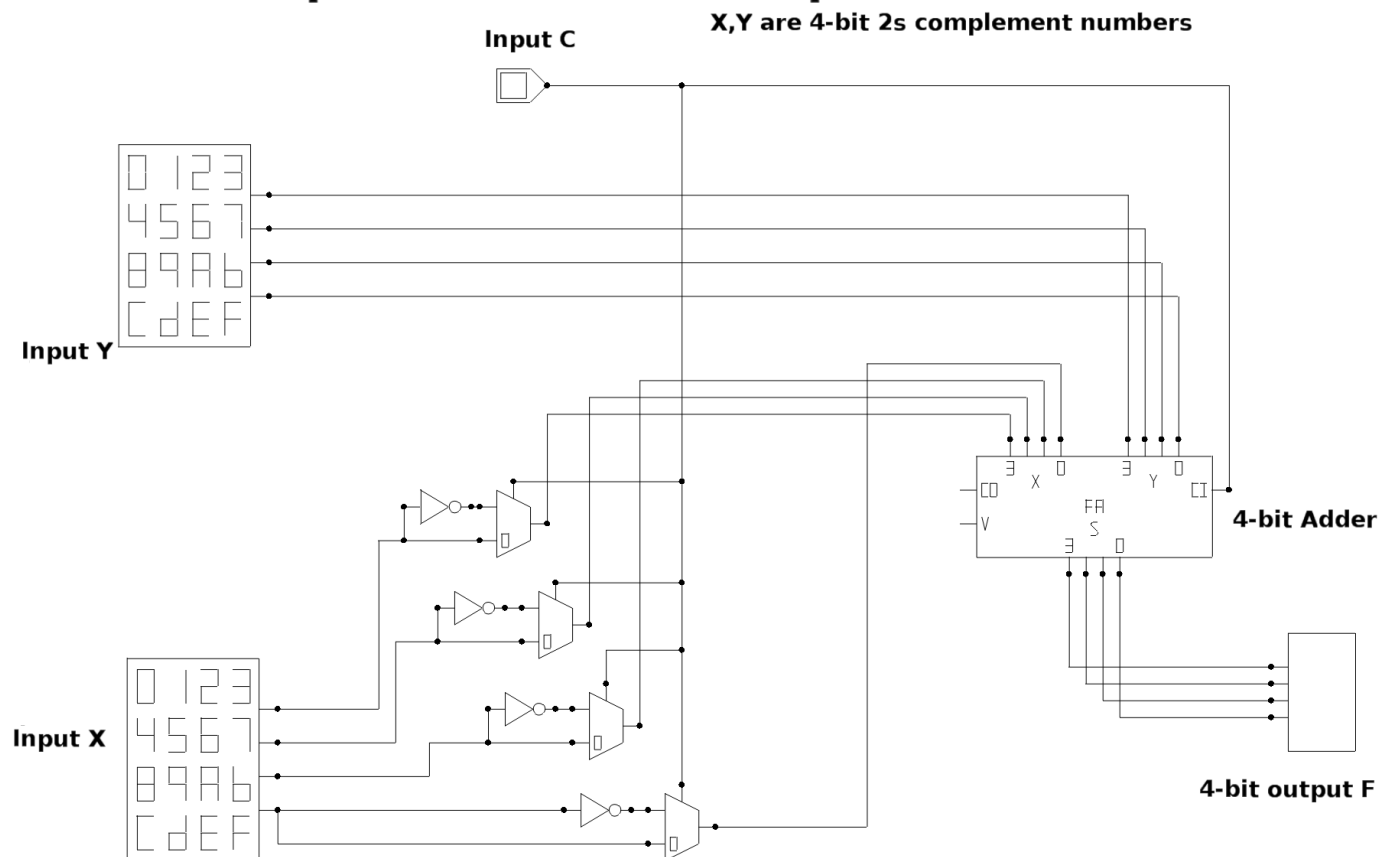 X,Y are 4-bit 2s complement numbers
Input C
0 1 2 3
4 5 6 7
8 9 A b
C d E F
Input Y
3 X 0 3 Y 0
CO FA CI
V S
3 0
4-bit Adder
0
0
0
0
0 1 2 3
4 5 6 7
8 9 A b
C d E F
Input X
4-bit output F